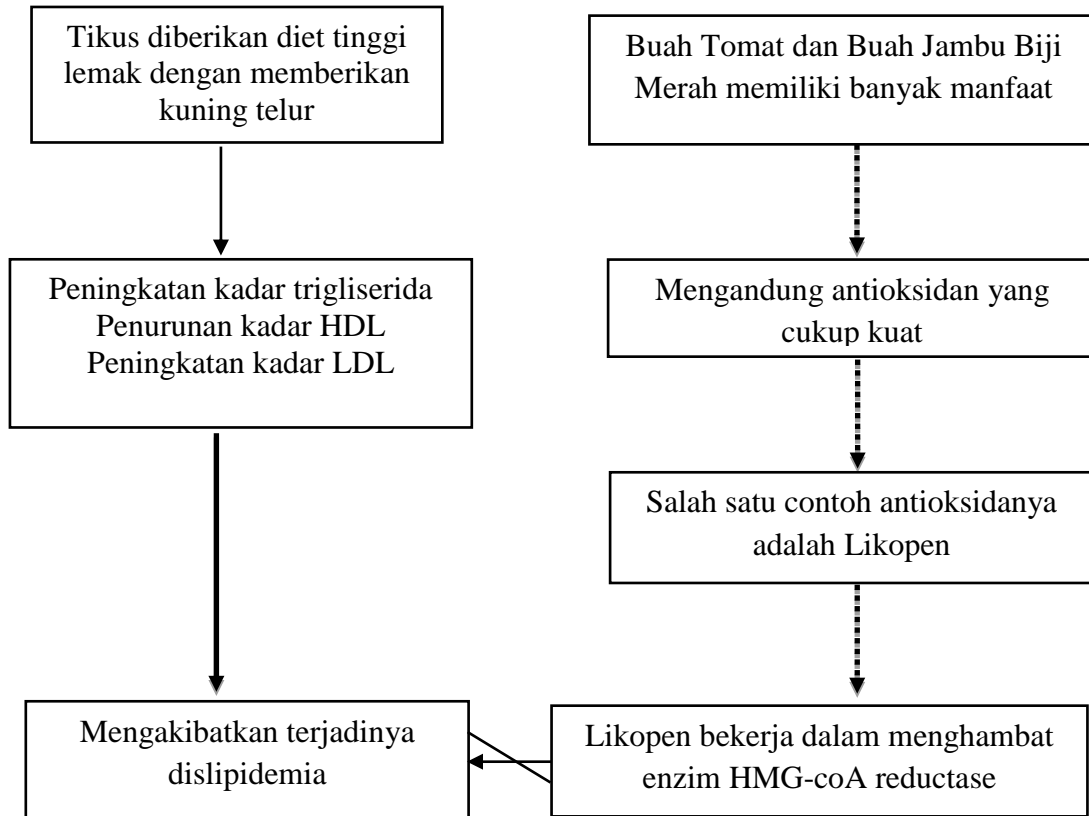 Tikus diberikan diet tinggi
lemak dengan memberikan
kuning telur
Peningkatan kadar trigliserida
Penurunan kadar HDL
Peningkatan kadar LDL
Mengakibatkan terjadinya
dislipidemia
Buah Tomat dan Buah Jambu Biji
Merah memiliki banyak manfaat
Mengandung antioksidan yang
cukup kuat
Salah satu contoh antioksidanya
adalah Likopen
Likopen bekerja dalam menghambat
enzim HMG-coA reductase